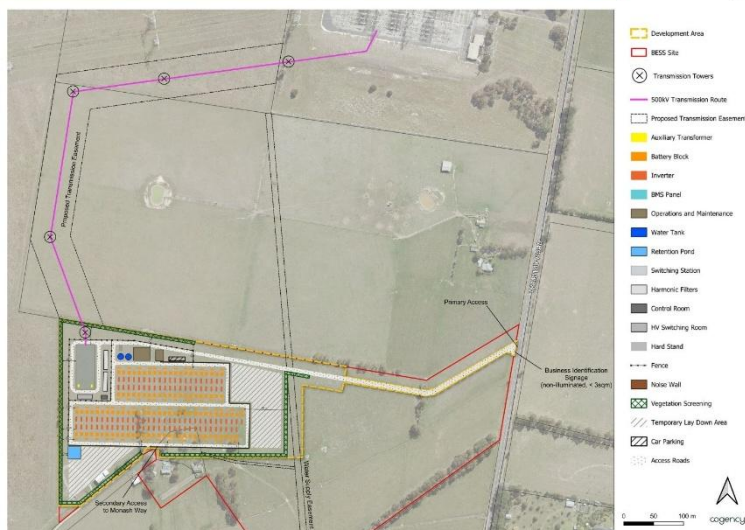 Proposed Transmission Easement
Primary Access
Business Identification
Signage
(non-illuminated, < 3sqm)
Secondary Access
to Monash Way
Water Supply Easement
Development Area
BESS Site
Transmission Towers
500kV Transmission Route
Proposed Transmission Easement
Auxiliary Transformer
Battery Block
Inverter
BMS Panel
Operations and Maintenance
Water Tank
Retention Pond
Switching Station
Harmonic Filters
Control Room
HV Switching Room
Hard Stand
Fence
Noise Wall
Vegetation Screening
Temporary Lay Down Area
Car Parking
Access Roads
0 50 100 m
cogency